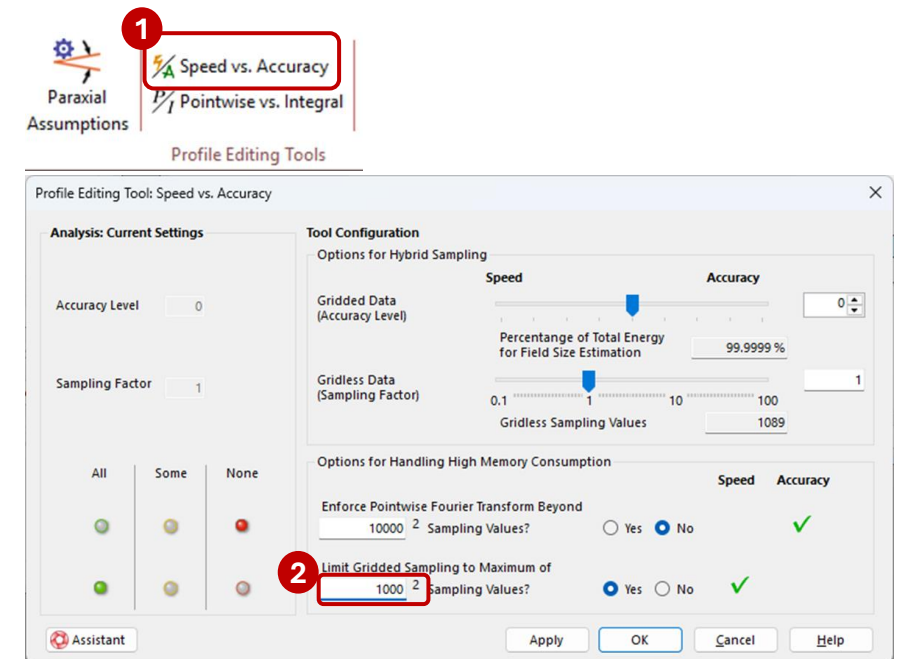 1
Speed vs. Accuracy
Paraxial
Assumptions
Pointwise vs. Integral
Profile Editing Tools
Profile Editing Tool: Speed vs. Accuracy
Analysis: Current Settings
Accuracy Level 0
Sampling Factor 1
All Some None
Tool Configuration
Options for Hybrid Sampling
Speed Accuracy
Gridded Data
(Accuracy Level)
0
Percentange of Total Energy
for Field Size Estimation
99.9999 %
Gridless Data
(Sampling Factor)
1
0.1 1 10 100
Gridless Sampling Values 1089
Options for Handling High Memory Consumption
Speed Accuracy
Enforce Pointwise Fourier Transform Beyond
10000 2 Sampling Values? Yes No
2
Limit Gridded Sampling to Maximum of
1000 2 Sampling Values? Yes No
Assistant Apply OK Cancel Help